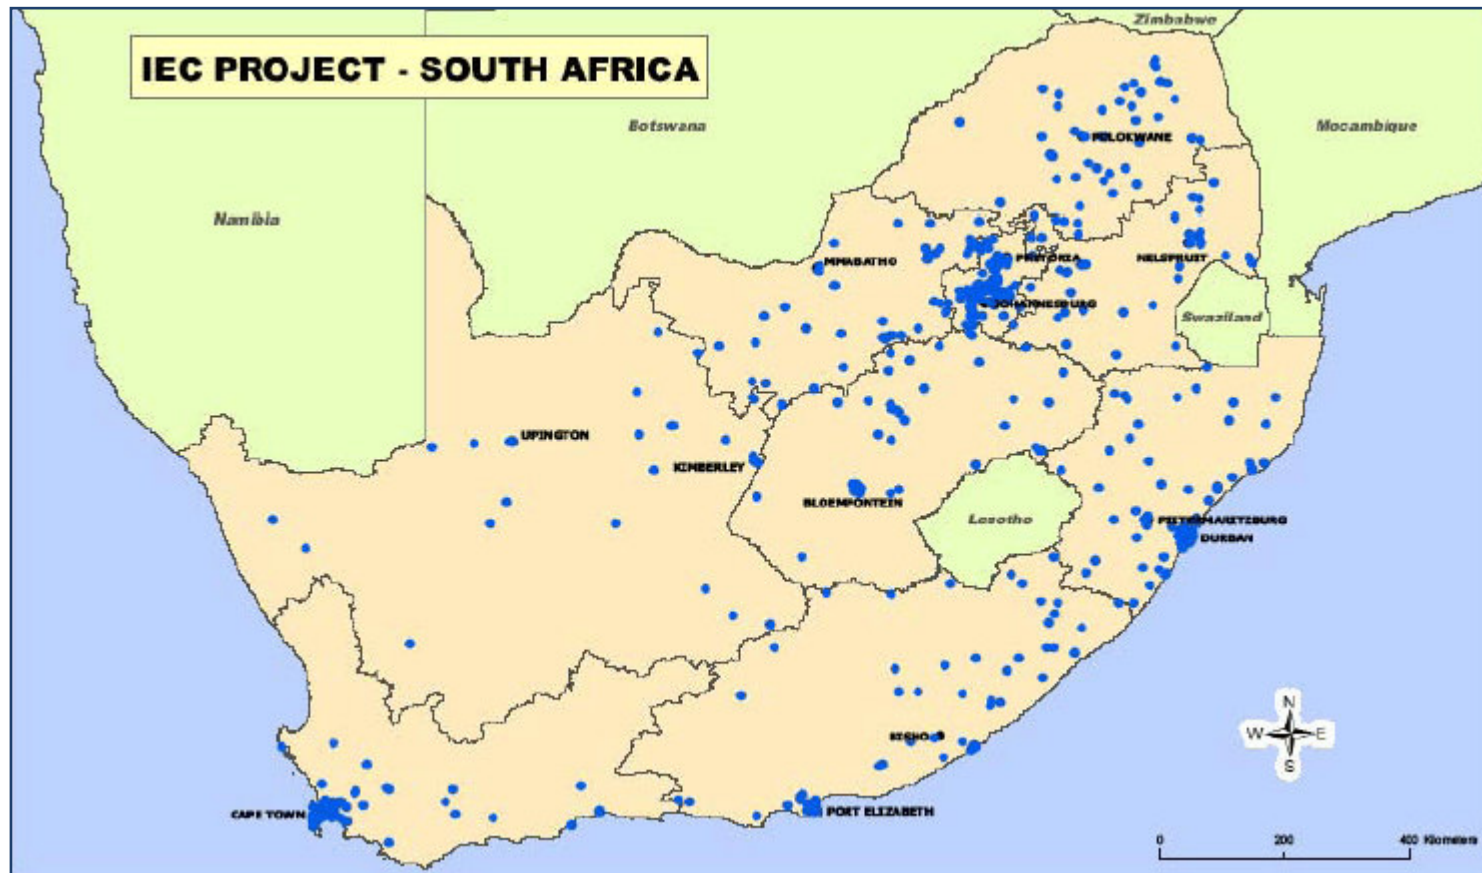 Zimbabwe
IEC PROJECT - SOUTH AFRICA
Botswana
Mocambique
POLOKWANE
Namibia
MMABATHO
PRETORIA
NELSPRUIT
JOHANNESBURG
Swaziland
UPINGTON
KIMBERLEY
BLOEMFONTEIN
Lesotho
PIETERMARITZBURG
DURBAN
N
W E
S
BISHO
CAPE TOWN
PORT ELIZABETH
0 200 400 Kilometers